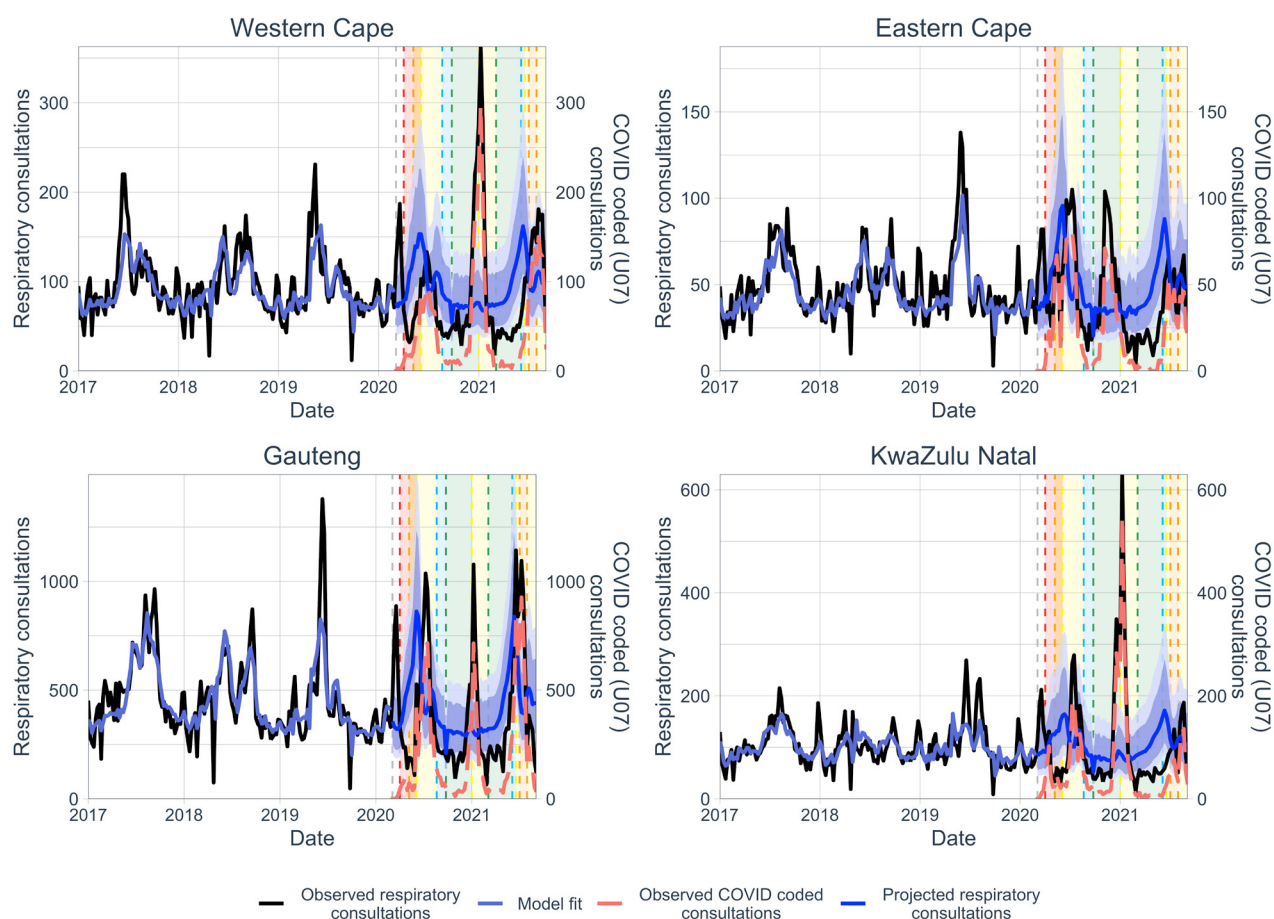 Western Cape
Respiratory consultations
300
200
100
0
300
200
100
0
COVID coded (U07)
consultations
2017 2018 2019 2020 2021
Date
Eastern Cape
Respiratory consultations
150
100
50
0
150
100
50
0
COVID coded (U07)
consultations
2017 2018 2019 2020 2021
Date
Gauteng
Respiratory consultations
1000
500
0
1000
500
0
COVID coded (U07)
consultations
2017 2018 2019 2020 2021
Date
KwaZulu Natal
Respiratory consultations
600
400
200
0
600
400
200
0
COVID coded (U07)
consultations
2017 2018 2019 2020 2021
Date
Observed respiratory
consultations
Model fit
Observed COVID coded
consultations
Projected respiratory
consultations